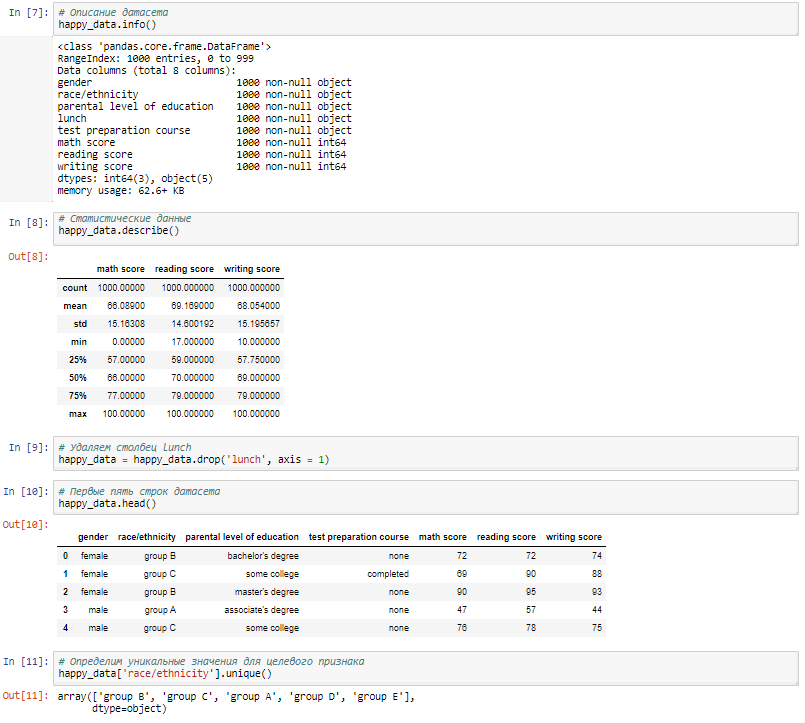 In [7]: # Описание датасета
happy_data.info()
<class 'pandas.core.frame.DataFrame'>
RangeIndex: 1000 entries, 0 to 999
Data columns (total 8 columns):
gender                         1000 non-null object
race/ethnicity                 1000 non-null object
parental level of education    1000 non-null object
lunch                          1000 non-null object
test preparation course        1000 non-null object
math score                     1000 non-null int64
reading score                  1000 non-null int64
writing score                  1000 non-null int64
dtypes: int64(3), object(5)
memory usage: 62.6+ KB
In [8]: # Статистические данные
happy_data.describe()
Out[8]:
math score reading score writing score
count 1000.00000 1000.000000 1000.000000
mean 66.08900 69.169000 68.054000
std 15.16308 14.600192 15.195657
min 0.00000 17.000000 10.000000
25% 57.00000 59.000000 57.750000
50% 66.00000 70.000000 69.000000
75% 77.00000 79.000000 79.000000
max 100.00000 100.000000 100.000000
In [9]: # Удаляем столбец lunch
happy_data = happy_data.drop('lunch', axis = 1)
In [10]: # Первые пять строк датасета
happy_data.head()
Out[10]:
gender race/ethnicity parental level of education test preparation course math score reading score writing score
0 female group B bachelor's degree none 72 72 74
1 female group C some college completed 69 90 88
2 female group B master's degree none 90 95 93
3 male group A associate's degree none 47 57 44
4 male group C some college none 76 78 75
In [11]: # Определим уникальные значения для целевого признака
happy_data['race/ethnicity'].unique()
Out[11]: array(['group B', 'group C', 'group A', 'group D', 'group E'],
dtype=object)